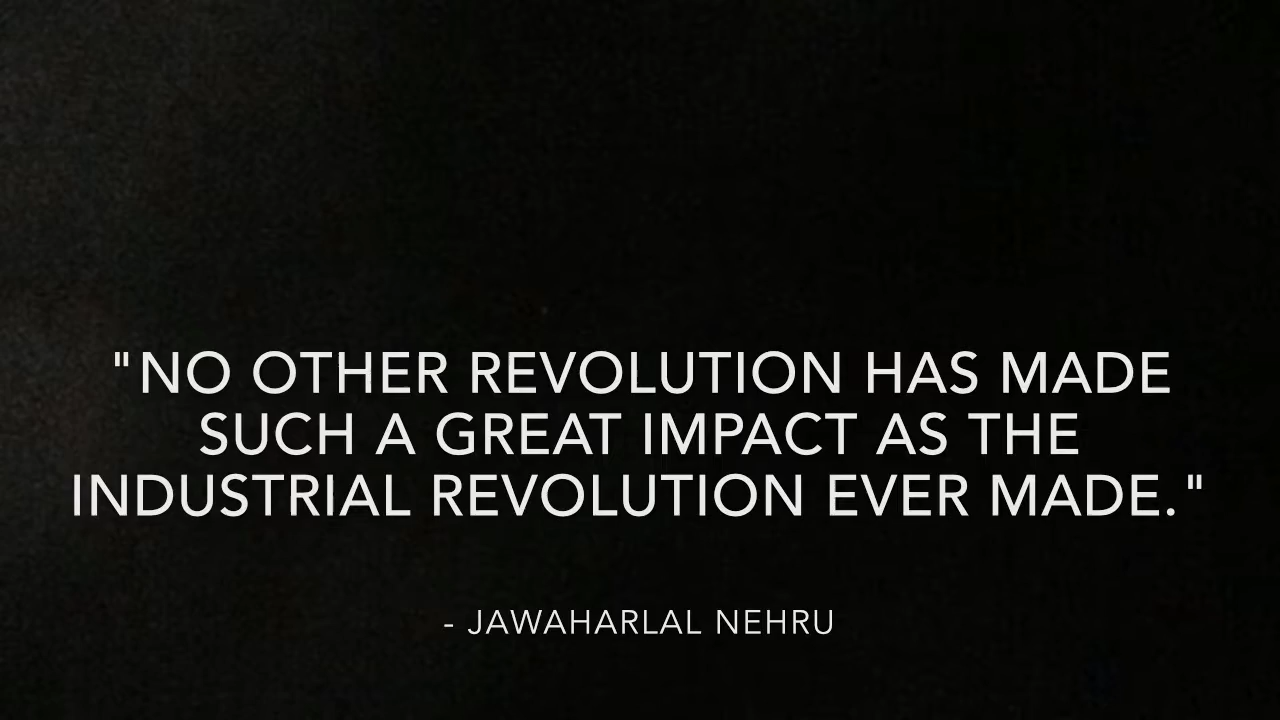 "NO OTHER REVOLUTION HAS MADE
SUCH A GREAT IMPACT AS THE
INDUSTRIAL REVOLUTION EVER MADE."
- JAWAHARLAL NEHRU